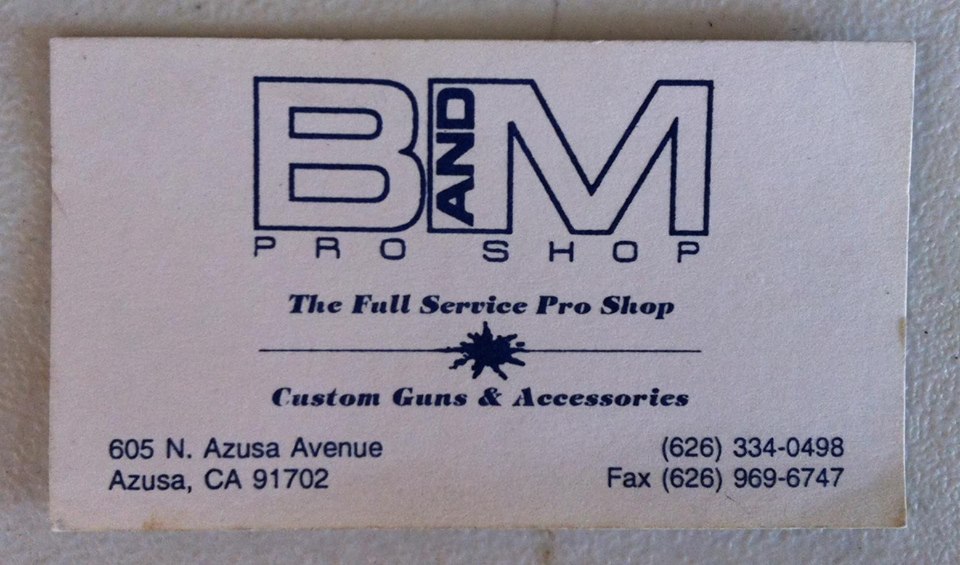 B AND M
PRO SHOP
The Full Service Pro Shop
Custom Guns & Accessories
605 N. Azusa Avenue
Azusa, CA 91702
(626) 334-0498
Fax (626) 969-6747